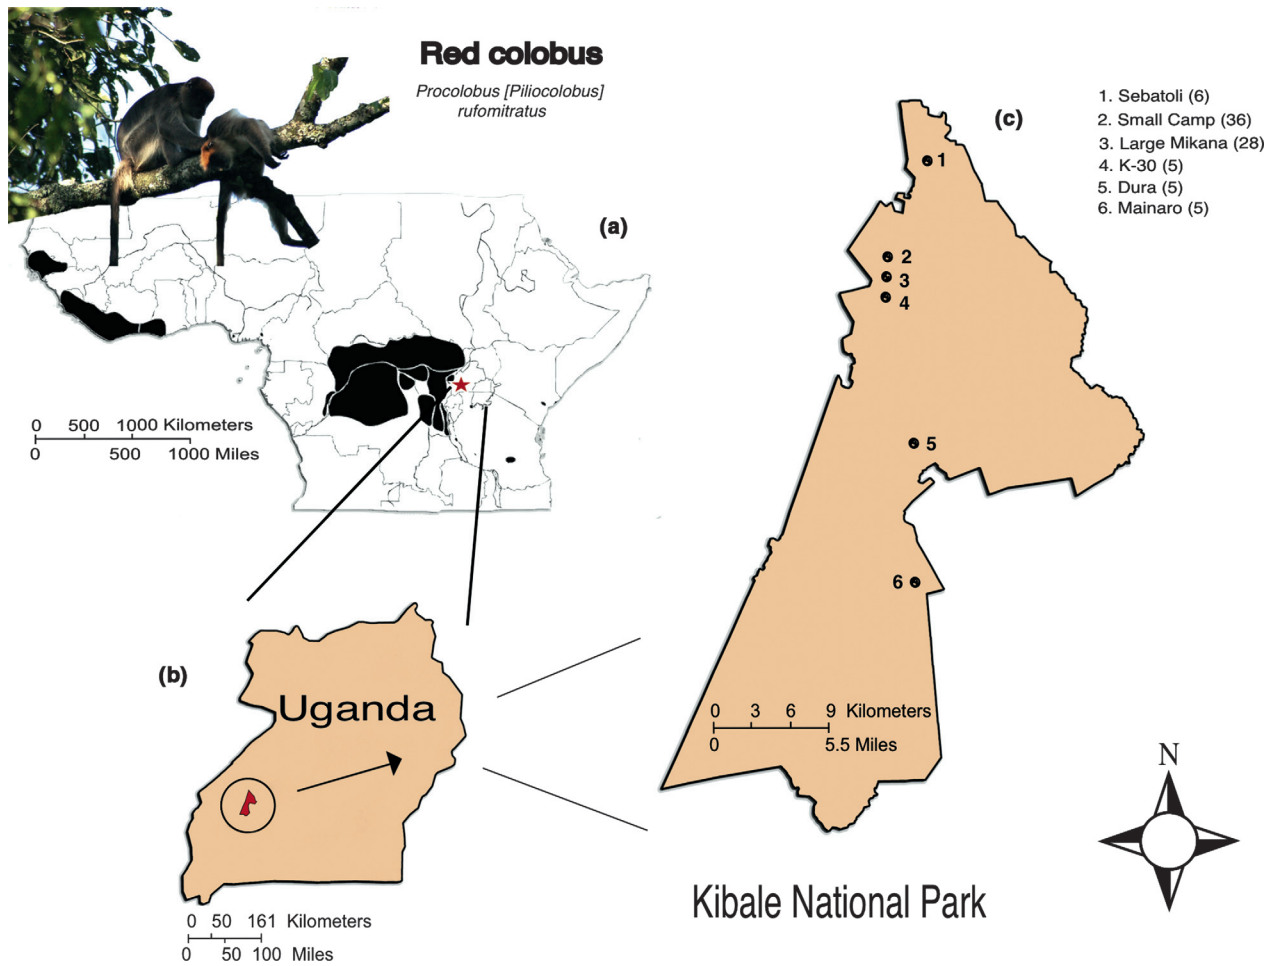 Red colobus
Procolobus [Piliocolobus]
rufomitratus
(a)
0 500 1000 Kilometers
0 500 1000 Miles
(b)
Uganda
0 50 161 Kilometers
0 50 100 Miles
(c)
1. Sebatoli (6)
2. Small Camp (36)
3. Large Mikana (28)
4. K-30 (5)
5. Dura (5)
6. Mainaro (5)
1
2
3
4
5
6
0 3 6 9 Kilometers
0 5.5 Miles
N
Kibale National Park